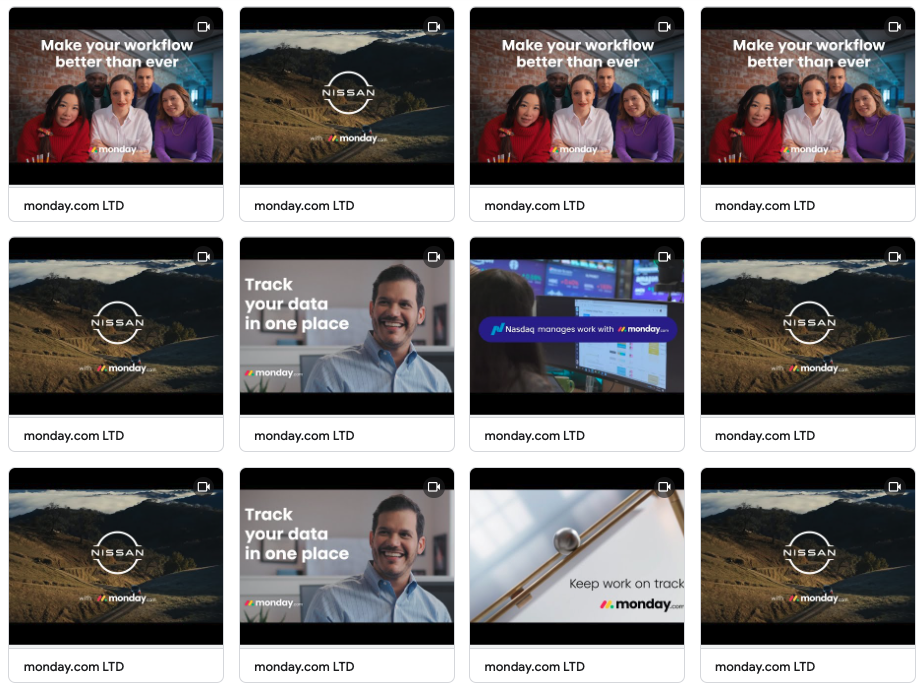 Make your workflow
better than ever
monday.com
monday.com LTD
NISSAN
with monday.com
monday.com LTD
Make your workflow
better than ever
monday.com
monday.com LTD
Make your workflow
better than ever
monday.com
monday.com LTD
NISSAN
with monday.com
monday.com LTD
Track
your data
in one place
monday.com
monday.com LTD
Nasdaq manages work with monday.com
monday.com LTD
NISSAN
with monday.com
monday.com LTD
NISSAN
with monday.com
monday.com LTD
Track
your data
in one place
monday.com
monday.com LTD
Keep work on track
monday.com
monday.com LTD
NISSAN
with monday.com
monday.com LTD